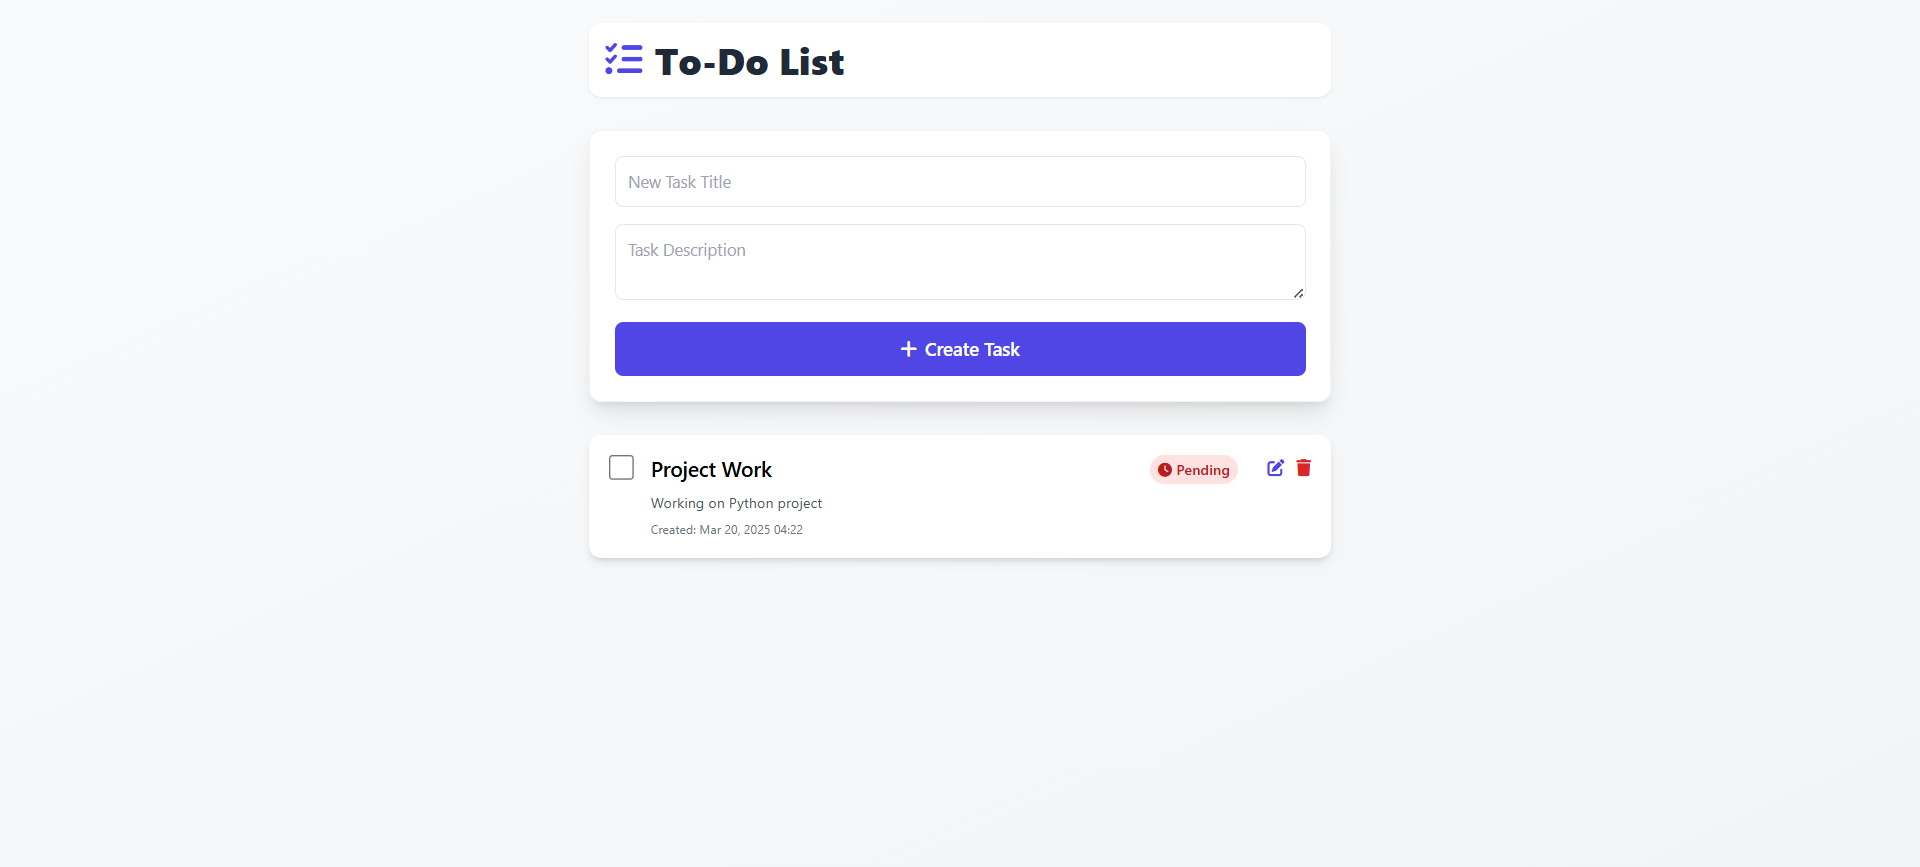 To-Do List
New Task Title
Task Description
Create Task
Project Work
Pending
Working on Python project
Created: Mar 20, 2025 04:22